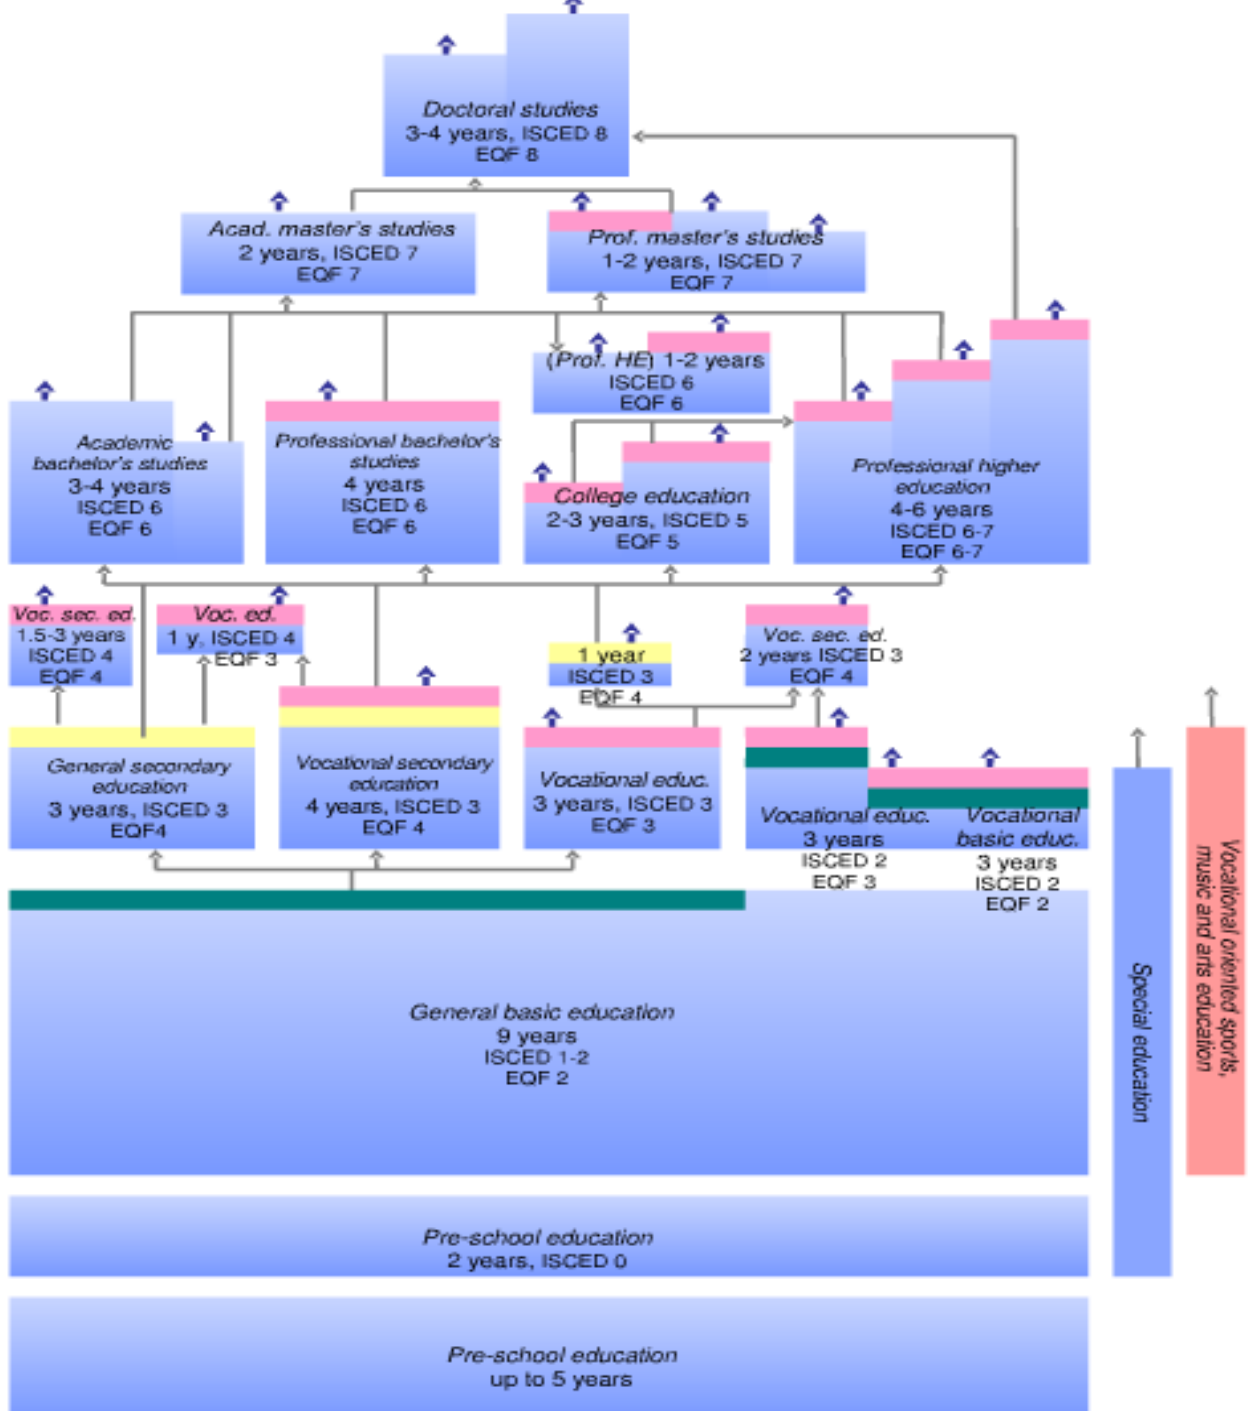 Doctoral studies
3-4 years, ISCED 8
EQF 8
Acad. master's studies
2 years, ISCED 7
EQF 7
Prof. master's studies
1-2 years, ISCED 7
EQF 7
(Prof. HE) 1-2 years
ISCED 6
EQF 6
Academic
bachelor's studies
3-4 years
ISCED 6
EQF 6
Professional bachelor's
studies
4 years
ISCED 6
EQF 6
College education
2-3 years, ISCED 5
EQF 5
Professional higher
education
4-6 years
ISCED 6-7
EQF 6-7
Voc. sec. ed.
1.5-3 years
ISCED 4
EQF 4
Voc. ed.
1 y, ISCED 4
EQF 3
1 year
ISCED 3
EQF 4
Voc. sec. ed.
2 years ISCED 3
EQF 4
General secondary
education
3 years, ISCED 3
EQF4
Vocational secondary
education
4 years, ISCED 3
EQF 4
Vocational educ.
3 years, ISCED 3
EQF 3
Vocational educ.
3 years
ISCED 2
EQF 3
Vocational
basic educ.
3 years
ISCED 2
EQF 2
General basic education
9 years
ISCED 1-2
EQF 2
Pre-school education
2 years, ISCED 0
Pre-school education
up to 5 years
Special education
Vocational oriented sports,
music and arts education